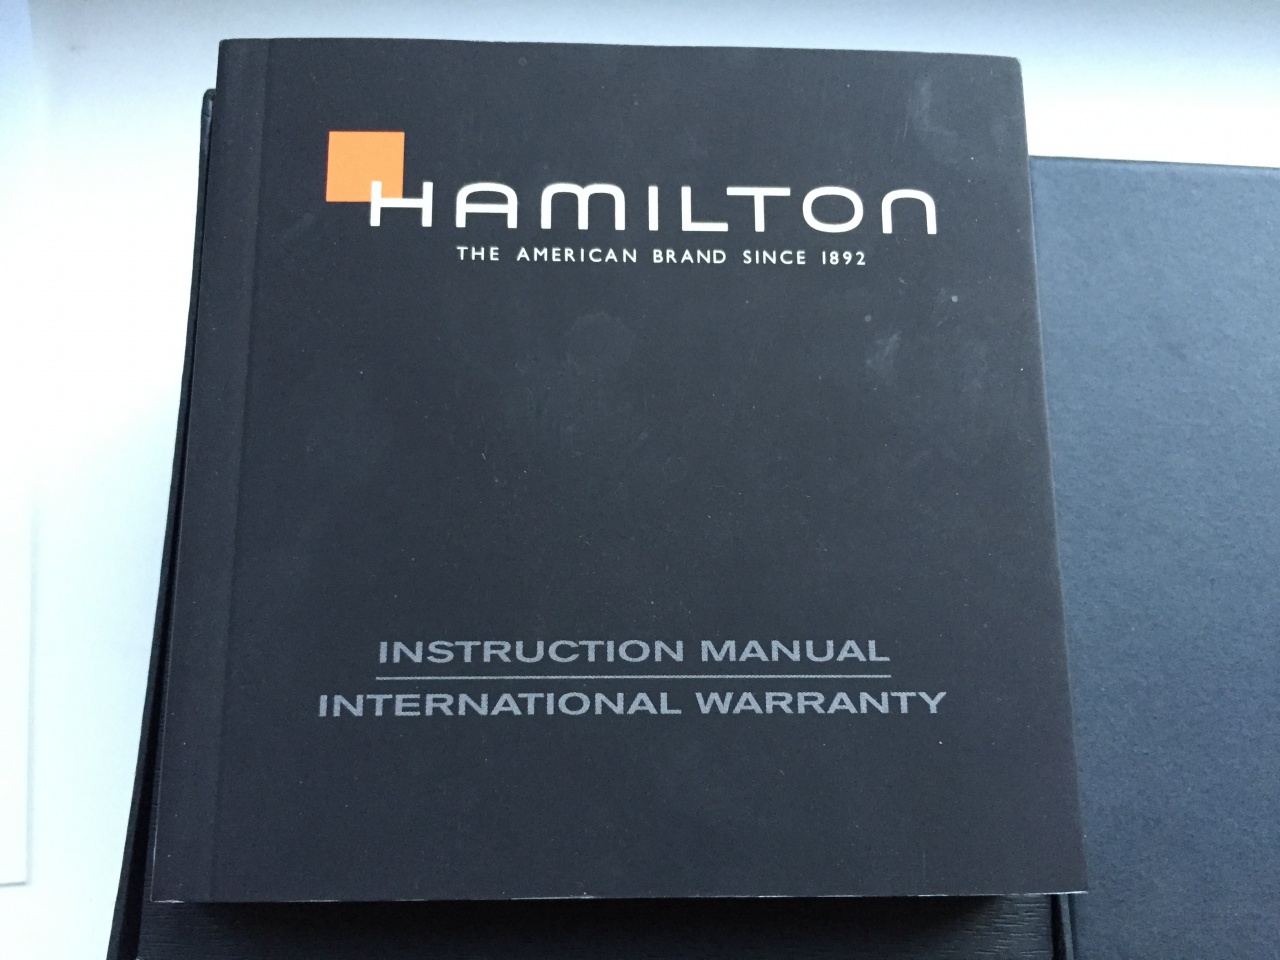 HAMILTON
THE AMERICAN BRAND SINCE 1892
INSTRUCTION MANUAL
INTERNATIONAL WARRANTY